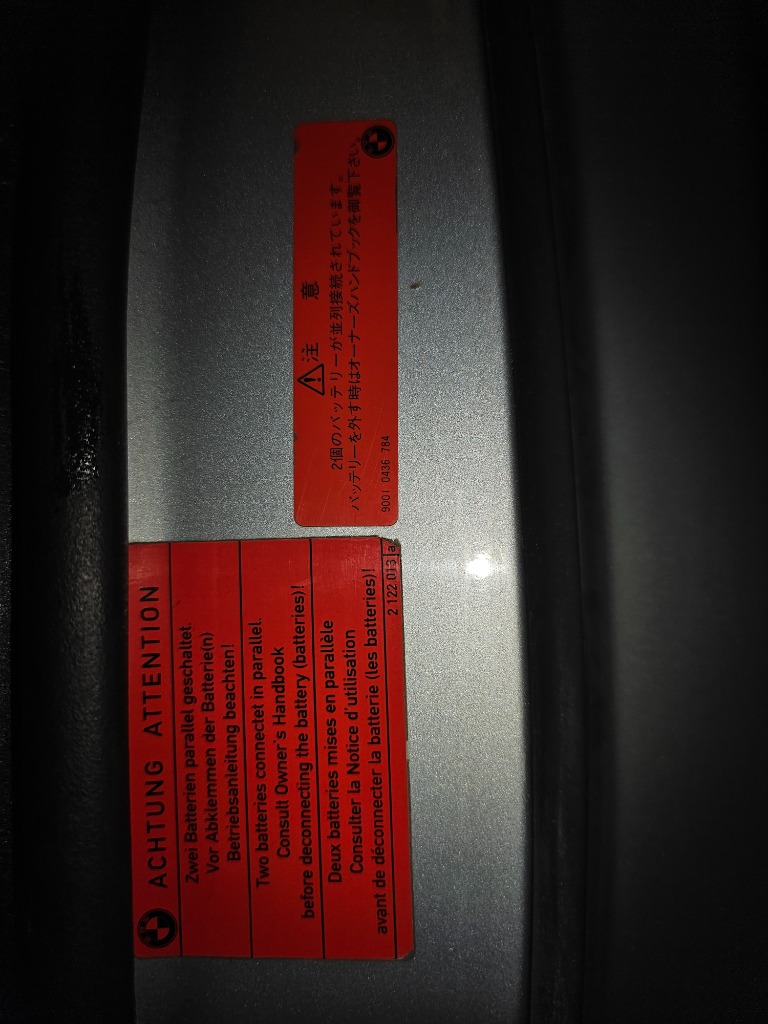 ACHTUNG ATTENTION
Zwei Batterien parallel geschaltet.
Vor Abklemmen der Batterie(n)
Betriebsanleitung beachten!
Two batteries connectet in parallel.
Consult Owner's Handbook
before deconnecting the battery (batteries)!
Deux batteries mises en parallèle
Consulter la Notice d'utilisation
avant de déconnecter la batterie (les batteries)!
2 122 013 a
注 意
2個のバッテリーが並列接続されています。
バッテリーを外す時はオーナーズハンドブックを御覧下さい。
9001 0436 784